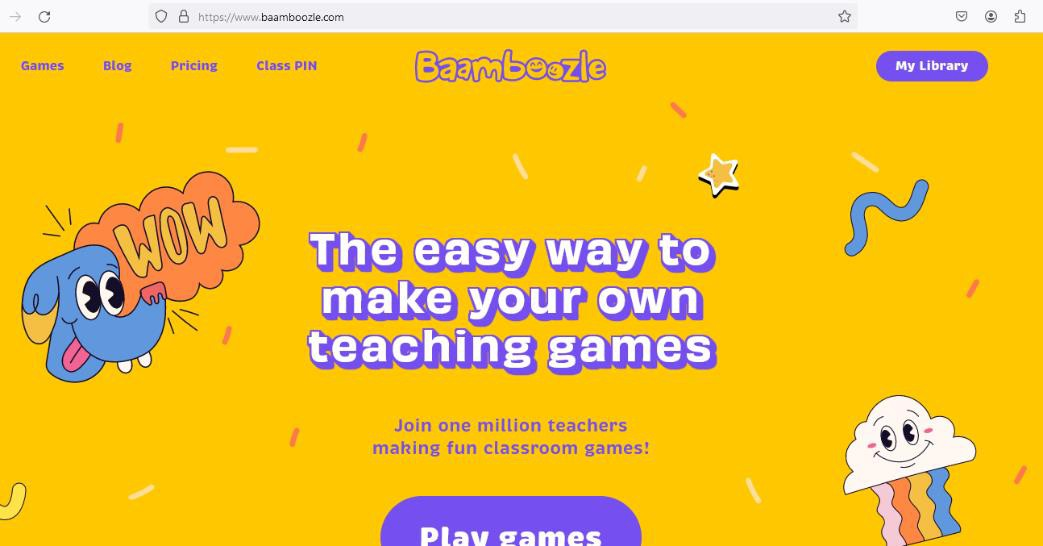 https://www.baamboozle.com
Games Blog Pricing Class PIN Baamboozle My Library
WOW
The easy way to
make your own
teaching games
Join one million teachers
making fun classroom games!
Play games